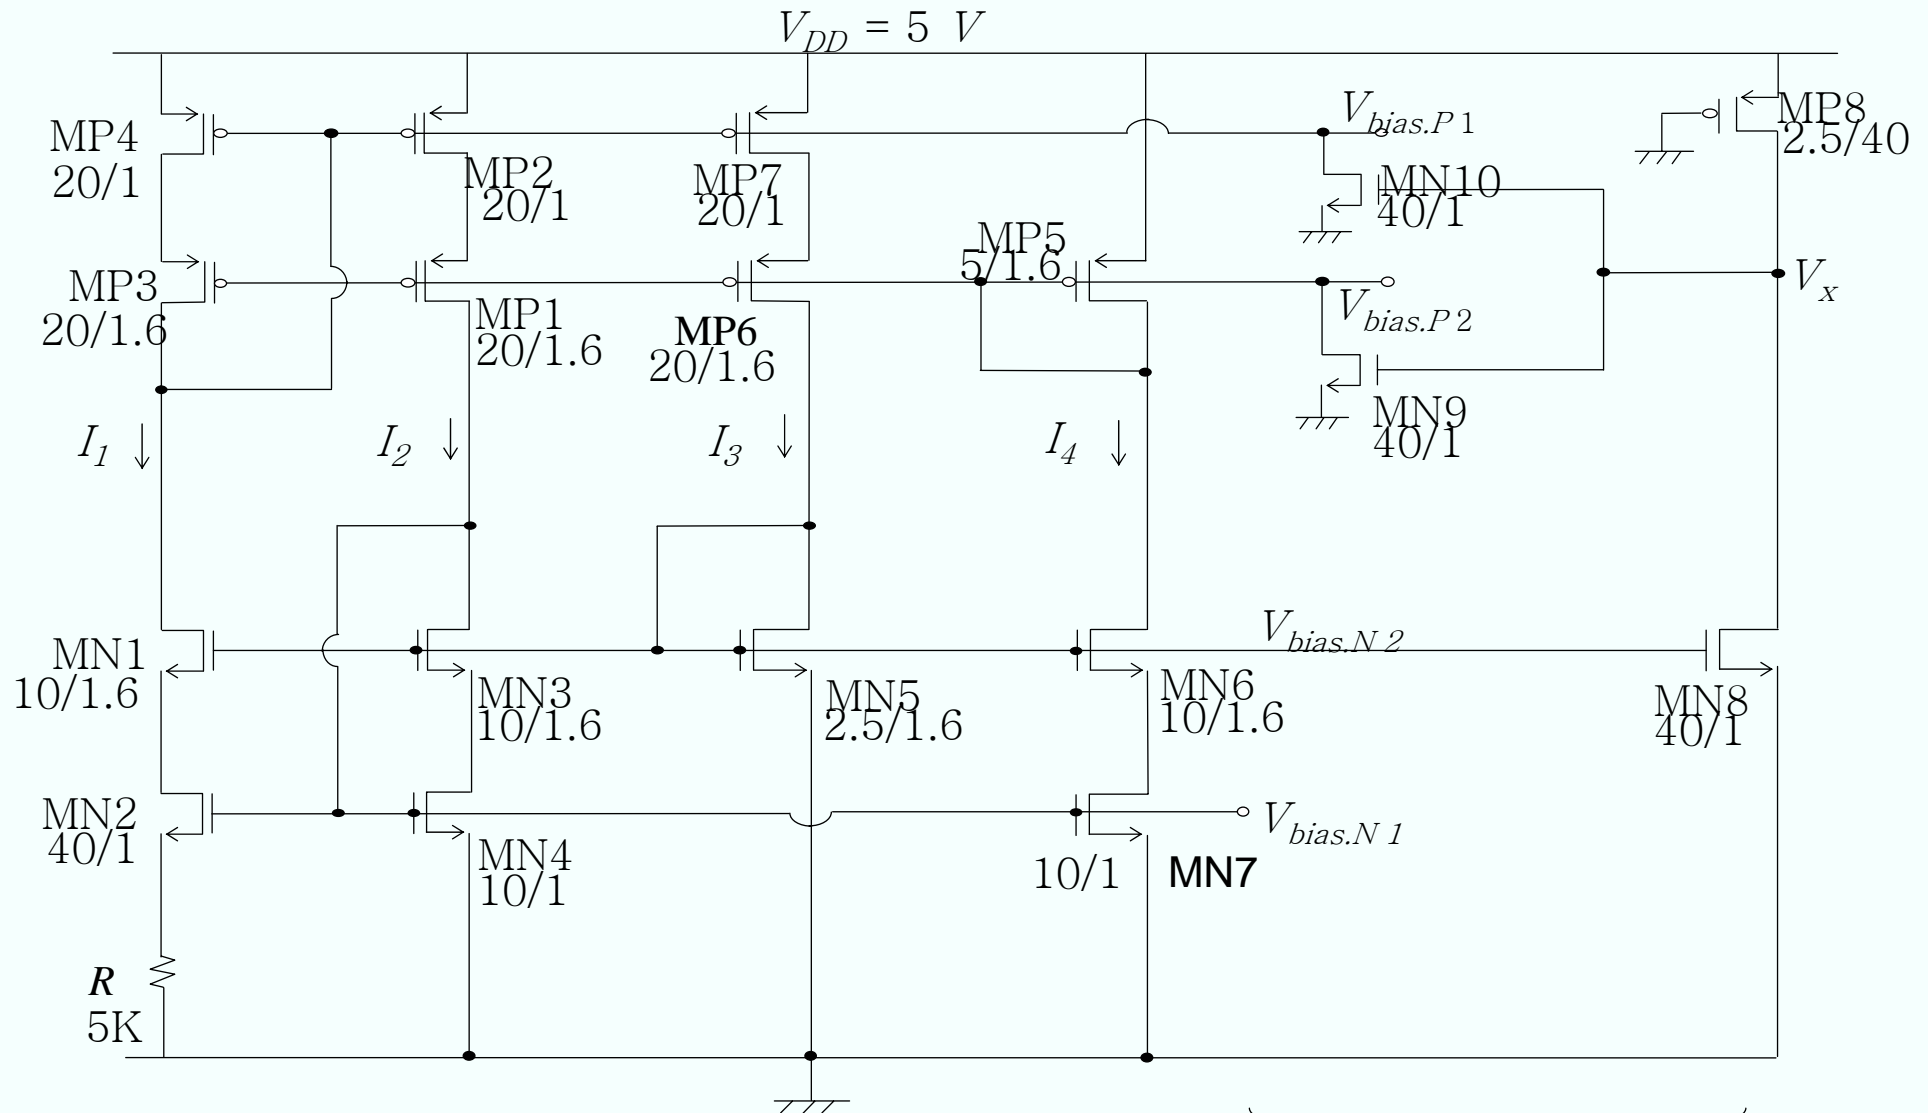 V_DD = 5 V
MP4
20/1
MP2
20/1
MP7
20/1
V_bias.P1
MN10
40/1
MP8
2.5/40
MP3
20/1.6
MP1
20/1.6
MP6
20/1.6
MP5
5/1.6
V_bias.P2
MN9
40/1
V_x
I_1
I_2
I_3
I_4
MN1
10/1.6
MN3
10/1.6
MN5
2.5/1.6
MN6
10/1.6
V_bias.N2
MN8
40/1
MN2
40/1
MN4
10/1
10/1 MN7
V_bias.N1
R
5K